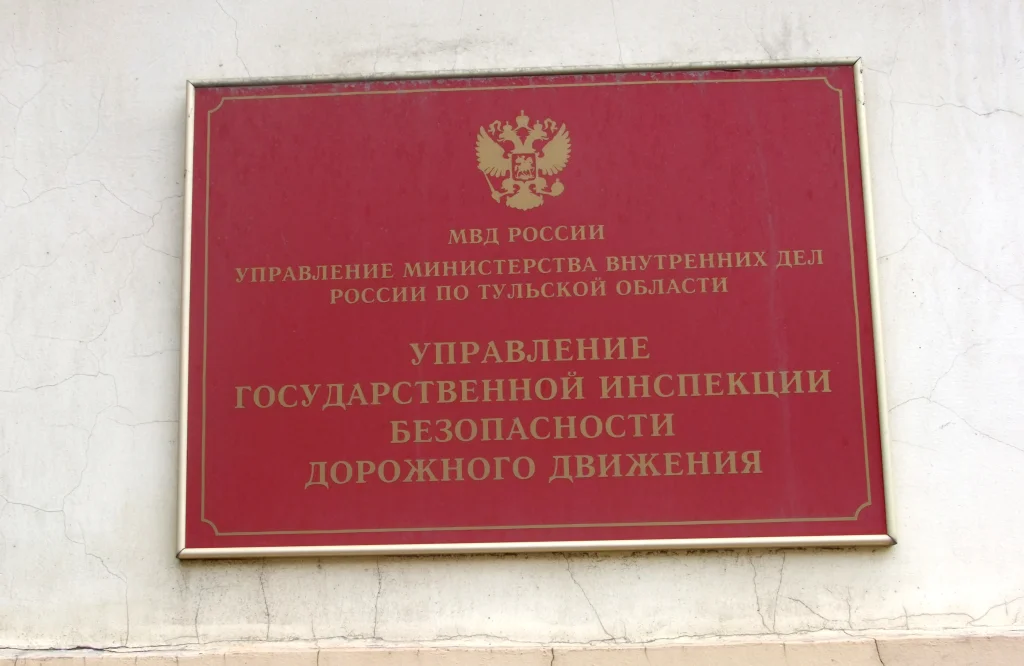 МВД РОССИИ
УПРАВЛЕНИЕ МИНИСТЕРСТВА ВНУТРЕННИХ ДЕЛ
РОССИИ ПО ТУЛЬСКОЙ ОБЛАСТИ
УПРАВЛЕНИЕ
ГОСУДАРСТВЕННОЙ ИНСПЕКЦИИ
БЕЗОПАСНОСТИ
ДОРОЖНОГО ДВИЖЕНИЯ